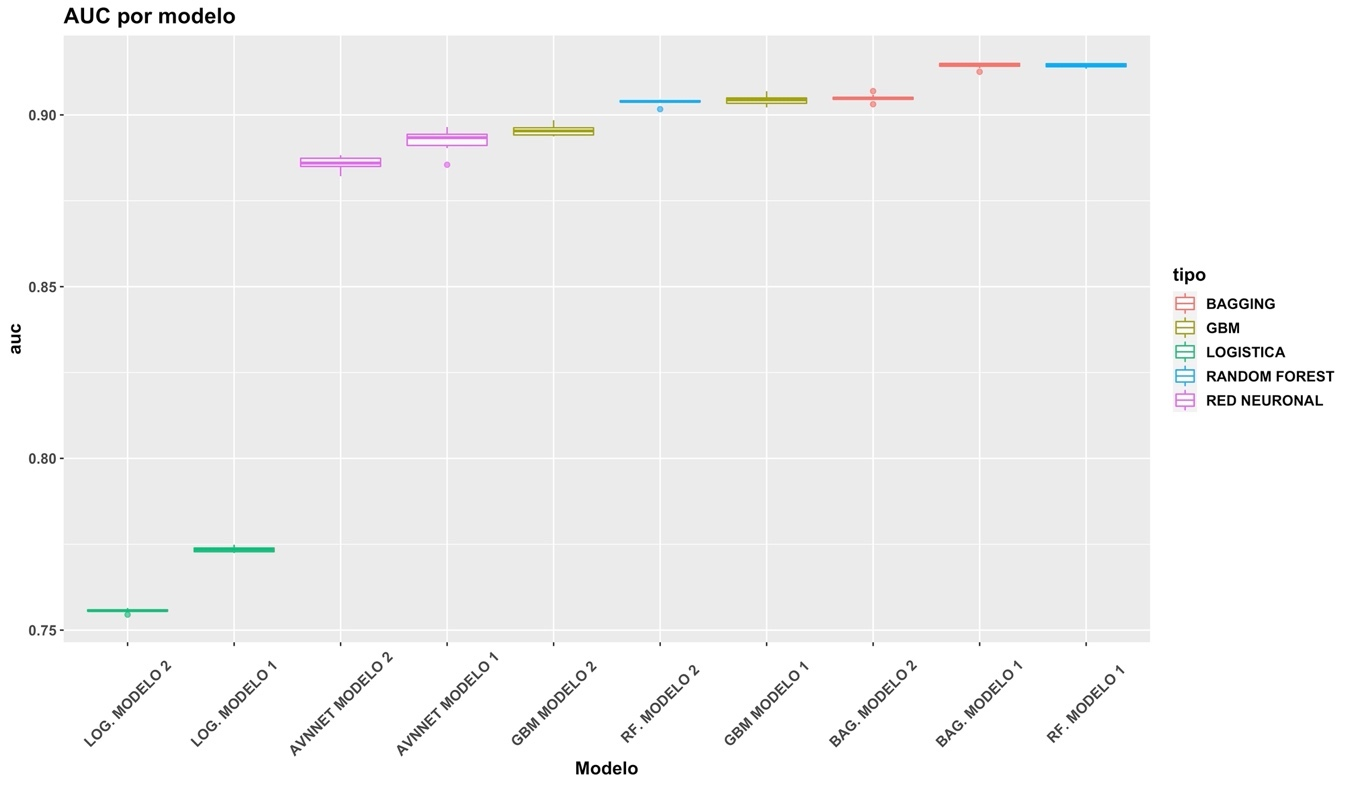 AUC por modelo
auc
0.90
0.85
0.80
0.75
LOG. MODELO 2
LOG. MODELO 1
AVNNET MODELO 2
AVNNET MODELO 1
GBM MODELO 2
RF. MODELO 2
GBM MODELO 1
BAG. MODELO 2
BAG. MODELO 1
RF. MODELO 1
Modelo
tipo
BAGGING
GBM
LOGISTICA
RANDOM FOREST
RED NEURONAL